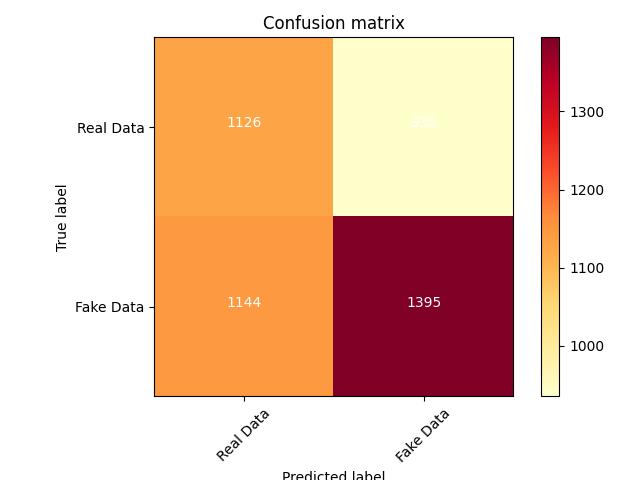 Confusion matrix
True label
Real Data
1126
Fake Data
1144 1395
Real Data Fake Data
Predicted label
1300
1200
1100
1000